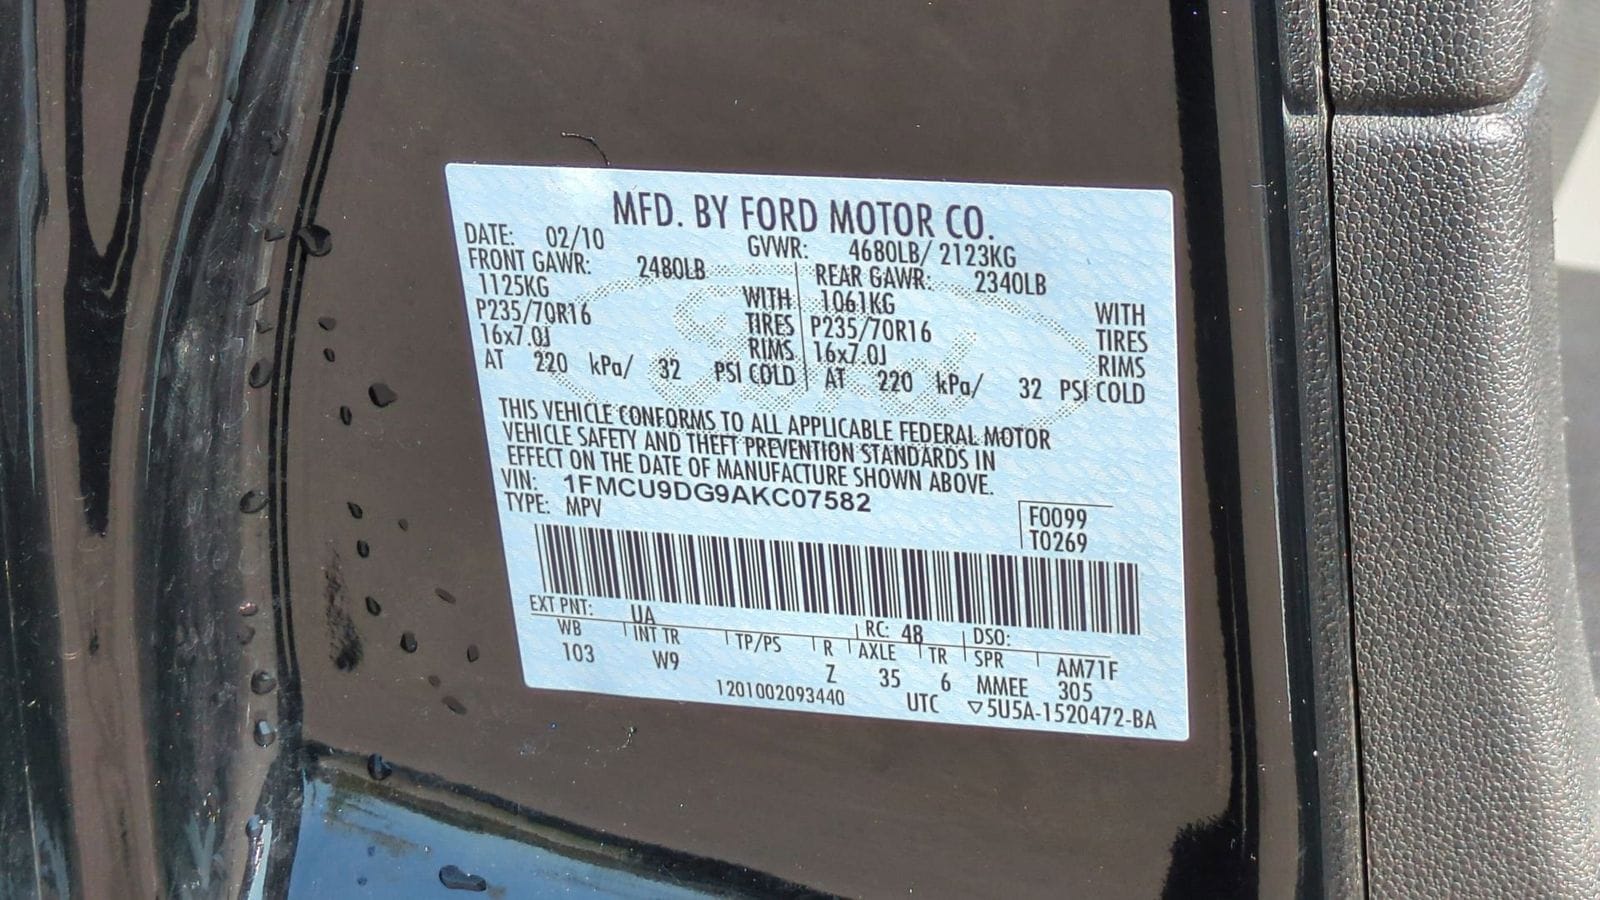 MFD. BY FORD MOTOR CO.
DATE: 02/10 GVWR: 4680LB/ 2123KG
FRONT GAWR: 2480LB REAR GAWR: 2340LB
1125KG WITH 1061KG WITH
P235/70R16 TIRES P235/70R16 TIRES
16x7.0J RIMS 16x7.0J RIMS
AT 220 kPa/ 32 PSI COLD AT 220 kPa/ 32 PSI COLD
THIS VEHICLE CONFORMS TO ALL APPLICABLE FEDERAL MOTOR
VEHICLE SAFETY AND THEFT PREVENTION STANDARDS IN
EFFECT ON THE DATE OF MANUFACTURE SHOWN ABOVE.
VIN: 1FMCU9DG9AKC07582
TYPE: MPV
F0099
T0269
EXT PNT: UA RC: 48 DSO:
WB INT TR TP/PS R AXLE TR SPR AM71F
103 W9 Z 35 6 MMEE 305
1201002093440 UTC ▽5U5A-1520472-BA